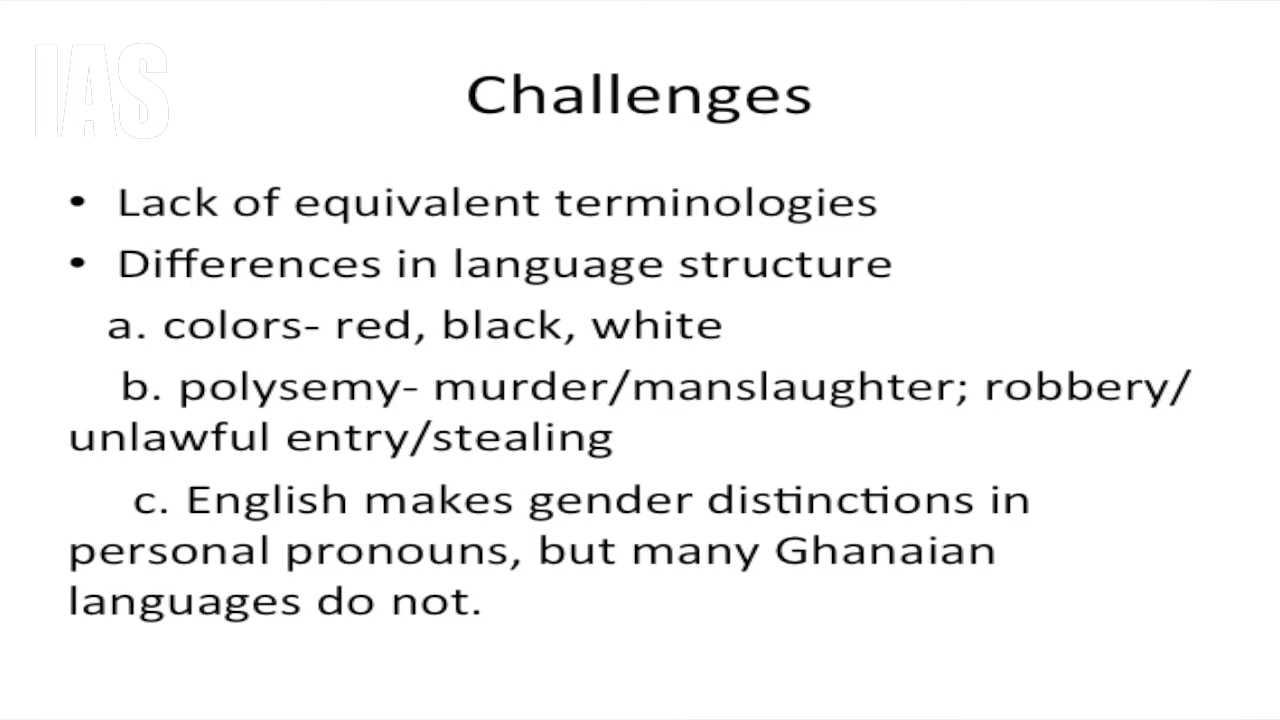 IAS
Challenges
• Lack of equivalent terminologies
• Differences in language structure
a. colors- red, black, white
b. polysemy- murder/manslaughter; robbery/
unlawful entry/stealing
c. English makes gender distinctions in
personal pronouns, but many Ghanaian
languages do not.